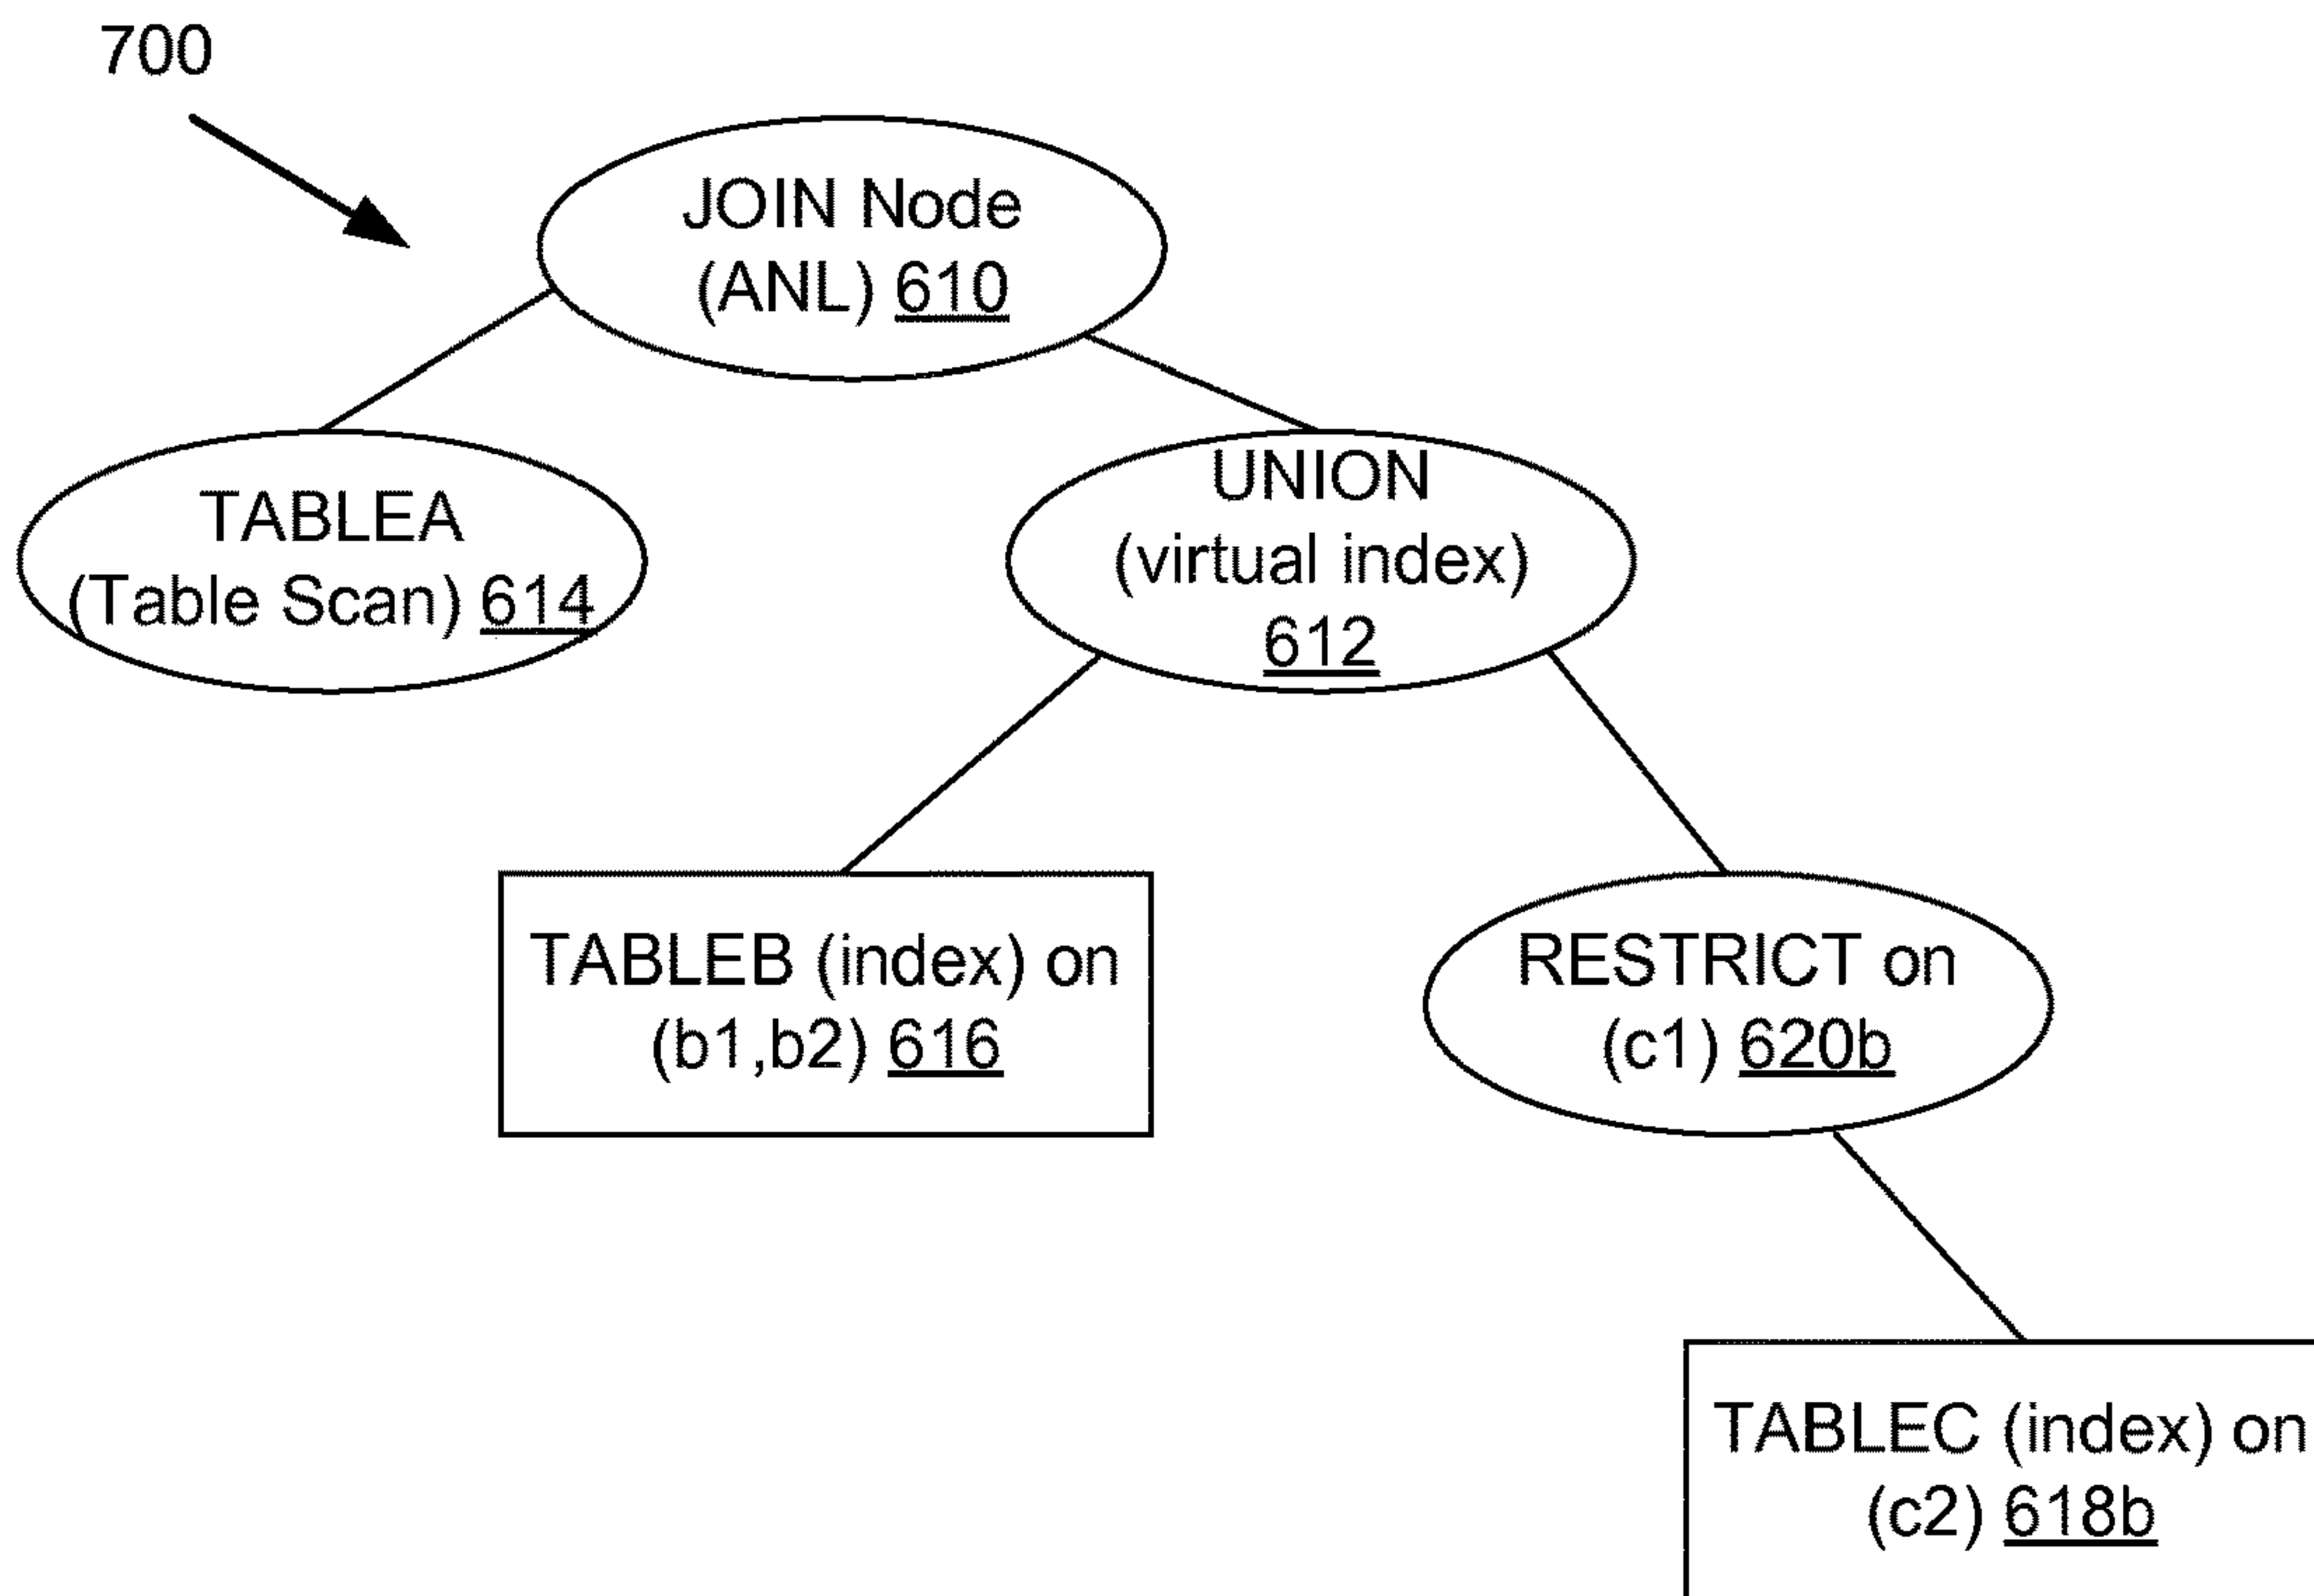 700
JOIN Node
(ANL) 610
TABLEA
(Table Scan) 614
UNION
(virtual index)
612
TABLEB (index) on
(b1,b2) 616
RESTRICT on
(c1) 620b
TABLEC (index) on
(c2) 618b